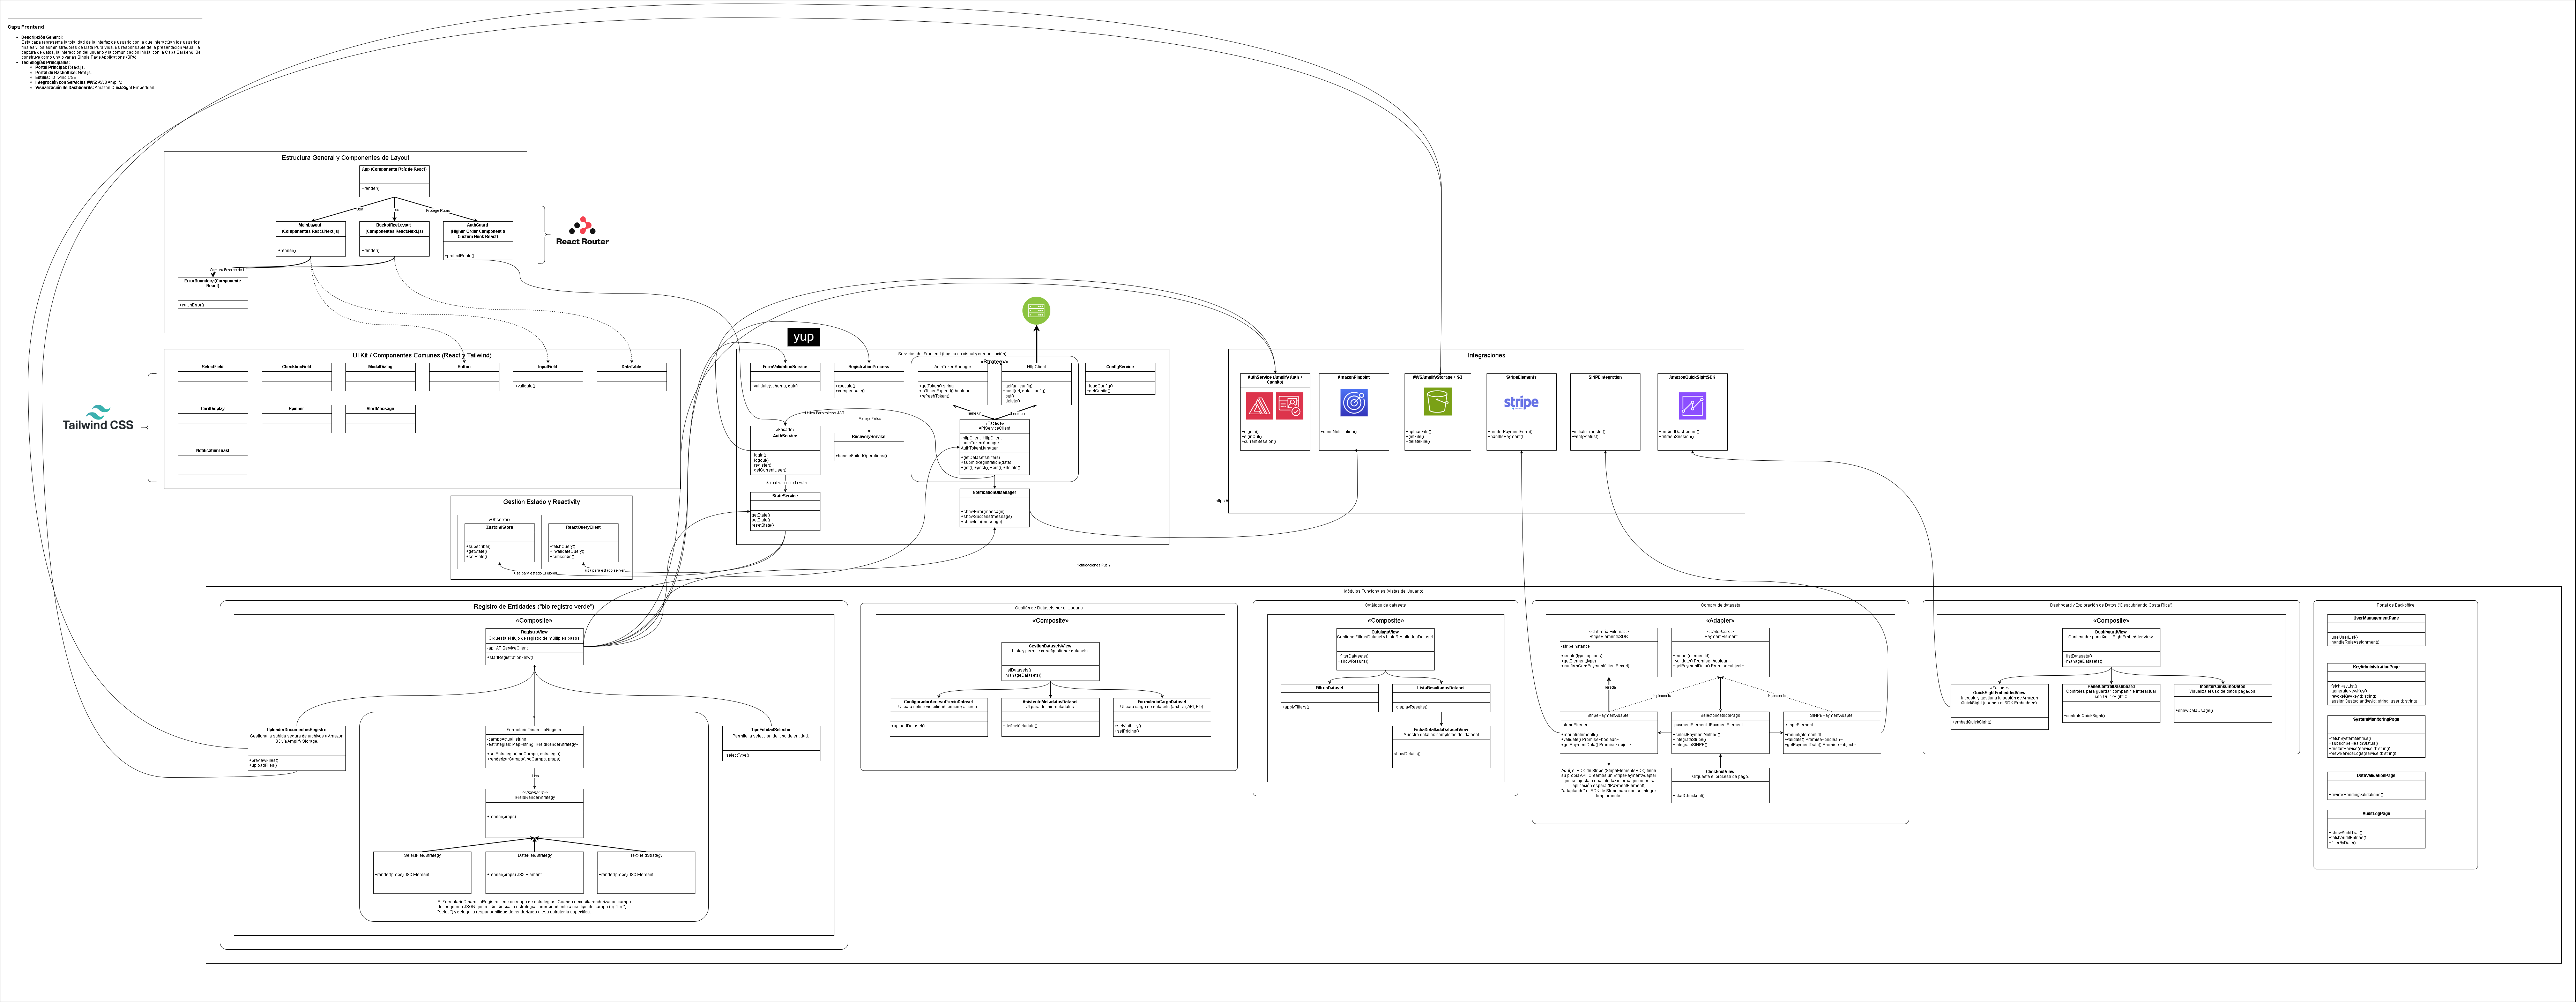 Capa Frontend
Descripción General:
Esta capa representa la totalidad de la interfaz de usuario con la que interactúan los usuarios
finales y los administradores de Data Pura Vida. Es responsable de la presentación visual, la
captura de datos, la interacción del usuario y la comunicación inicial con la Capa Backend. Se
construye como una o varias Single Page Applications (SPA).
Tecnologías Principales:
Portal Principal: React.js
Portal de Backoffice: Next.js
Estilos: Tailwind CSS.
Integración con Servicios AWS: AWS Amplify.
Visualización de Dashboards: Amazon QuickSight Embedded.
Estructura General y Componentes de Layout
App (Componente Raíz de React)
+render()
Usa
Usa
Protege Rutas
MainLayout
(Componentes React/Next.js)
+render()
BackofficeLayout
(Componentes React/Next.js)
+render()
AuthGuard
(Higher Order Component o
Custom Hook React)
+protectRoute()
Captura Errores de UI
ErrorBoundary (Componente
React)
+catchError()
React Router
UI Kit / Componentes Comunes (React y Tailwind)
SelectField
CheckboxField
ModalDialog
Button
InputField
+validate()
DataTable
CardDisplay
Spinner
AlertMessage
NotificationToast
Tailwind CSS
Gestión Estado y Reactivity
«Observer»
ZustandStore
+subscribe()
+getState()
+setState()
ReactQueryClient
+fetchQuery()
+invalidateQuery()
+subscribe()
usa para estado UI global
usa para estado server
yup
Servicios del Frontend (Lógica no visual y comunicación)
FormValidationService
+validate(schema, data)
RegistrationProcess
+execute()
+compensate()
Maneja Fallos
RecoveryService
+handleFailedOperations()
«Strategy»
AuthTokenManager
+getToken() string
+isTokenExpired() boolean
+refreshToken()
HttpClient
+get(url, config)
+post(url, data, config)
+put()
+delete()
Tiene un
Tiene un
«Facade»
APIServiceClient
-httpClient: HttpClient
-authTokenManager:
AuthTokenManager
+getDatasets(filters)
+submitRegistration(data)
+get(), +post(), +put(), +delete()
ConfigService
+loadConfig()
+getConfig()
Utiliza Para tokens JWT
«Facade»
AuthService
+login()
+logout()
+register()
+getCurrentUser()
Actualiza el estado Auth
StateService
getState()
setState()
resetState()
NotificationUIManager
+showError(message)
+showSuccess(message)
+showInfo(message)
Notificaciones Push
https://
Integraciones
AuthService (Amplify Auth +
Cognito)
+signIn()
+signOut()
+currentSession()
AmazonPinpoint
+sendNotification()
AWSAmplifyStorage + S3
+uploadFile()
+getFile()
+deleteFile()
StripeElements
stripe
+renderPaymentForm()
+handlePayment()
SINPEIntegration
+initiateTransfer()
+verifyStatus()
AmazonQuickSightSDK
+embedDashboard()
+refreshSession()
Módulos Funcionales (Vistas de Usuario)
Registro de Entidades ("bio registro verde")
«Composite»
RegistroView
Orquesta el flujo de registro de múltiples pasos.
-api: APIServiceClient
+startRegistrationFlow()
UploaderDocumentosRegistro
Gestiona la subida segura de archivos a Amazon
S3 vía Amplify Storage.
+previewFiles()
+uploadFiles()
FormularioDinamicoRegistro
-campoActual: string
-estrategias: Map<string, IFieldRenderStrategy>
+setEstrategia(tipoCampo, estrategia)
+renderizarCampo(tipoCampo, props)
TipoEntidadSelector
Permite la selección del tipo de entidad.
+selectType()
Usa
<<Interface>>
IFieldRenderStrategy
+render(props)
SelectFieldStrategy
+render(props) JSX.Element
DateFieldStrategy
+render(props) JSX.Element
TextFieldStrategy
+render(props) JSX.Element
El FormularioDinamicoRegistro tiene un mapa de estrategias. Cuando necesita renderizar un campo
del esquema JSON que recibe, busca la estrategia correspondiente a ese tipo de campo (ej. "text",
"select") y delega la responsabilidad de renderizado a esa estrategia específica.
Gestión de Datasets por el Usuario
«Composite»
GestionDatasetsView
Lista y permite crear/gestionar datasets.
+listDatasets()
+manageDatasets()
ConfiguradorAccesoPrecioDataset
UI para definir visibilidad, precio y acceso.
+uploadDataset()
AsistenteMetadatosDataset
UI para definir metadatos.
+defineMetadata()
FormularioCargaDataset
UI para carga de datasets (archivo, API, BD).
+setVisibility()
+setPricing()
Catálogo de datasets
«Composite»
CatalogoView
Contiene FiltrosDataset y ListaResultadosDataset.
+filterDatasets()
+showResults()
FiltrosDataset
+applyFilters()
ListaResultadosDataset
+displayResults()
FichaDetalladaDatasetView
Muestra detalles completos del dataset
showDetails()
Compra de datasets
«Adapter»
<<Librería Externa>>
StripeElementsSDK
-stripeInstance
+create(type, options)
+getElement(type)
+confirmCardPayment(clientSecret)
<<Interface>>
IPaymentElement
+mount(elementId)
+validate() Promise<boolean>
+getPaymentData() Promise<object>
Hereda
Implementa
Implementa
StripePaymentAdapter
-stripeElement
+mount(elementId)
+validate() Promise<boolean>
+getPaymentData() Promise<object>
SelectorMetodoPago
-paymentElement: IPaymentElement
+selectPaymentMethod()
+integrateStripe()
+integrateSINPE()
SINPEPaymentAdapter
-sinpeElement
+mount(elementId)
+validate() Promise<boolean>
+getPaymentData() Promise<object>
Aquí, el SDK de Stripe (StripeElementsSDK) tiene
su propia API. Creamos un StripePaymentAdapter
que se ajusta a una interfaz interna que nuestra
aplicación espera (IPaymentElement),
"adaptando" el SDK de Stripe para que se integre
limpiamente.
CheckoutView
Orquesta el proceso de pago.
+startCheckout()
Dashboard y Exploración de Datos ("Descubriendo Costa Rica")
«Composite»
DashboardView
Contenedor para QuickSightEmbeddedView.
+listDatasets()
+manageDatasets()
«Facade»
QuickSightEmbeddedView
Incrusta y gestiona la sesión de Amazon
QuickSight (usando el SDK Embedded).
+embedQuickSight()
PanelControlDashboard
Controles para guardar, compartir, e interactuar
con QuickSight Q.
+controlsQuickSight()
MonitorConsumoDatos
Visualiza el uso de datos pagados.
+showDataUsage()
Portal de Backoffice
UserManagementPage
+useUserList()
+handleRoleAssignment()
KeyAdministrationPage
+fetchKeyList()
+generateNewKey()
+revokeKey(keyId: string)
+assignCustodian(keyId: string, userId: string)
SystemMonitoringPage
+fetchSystemMetrics()
+subscribeHealthStatus()
+restartService(serviceId: string)
+viewServiceLogs(serviceId: string)
DataValidationPage
+reviewPendingValidations()
AuditLogPage
+showAuditTrail()
+fetchAuditEntries()
+filterByDate()